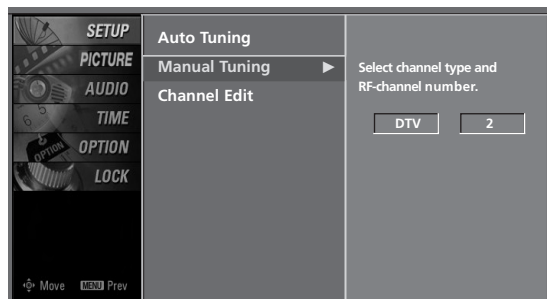 SETUP
PICTURE
AUDIO
TIME
OPTION
LOCK
Move MENU Prev
Auto Tuning
Manual Tuning ►
Channel Edit
Select channel type and
RF-channel number.
DTV 2